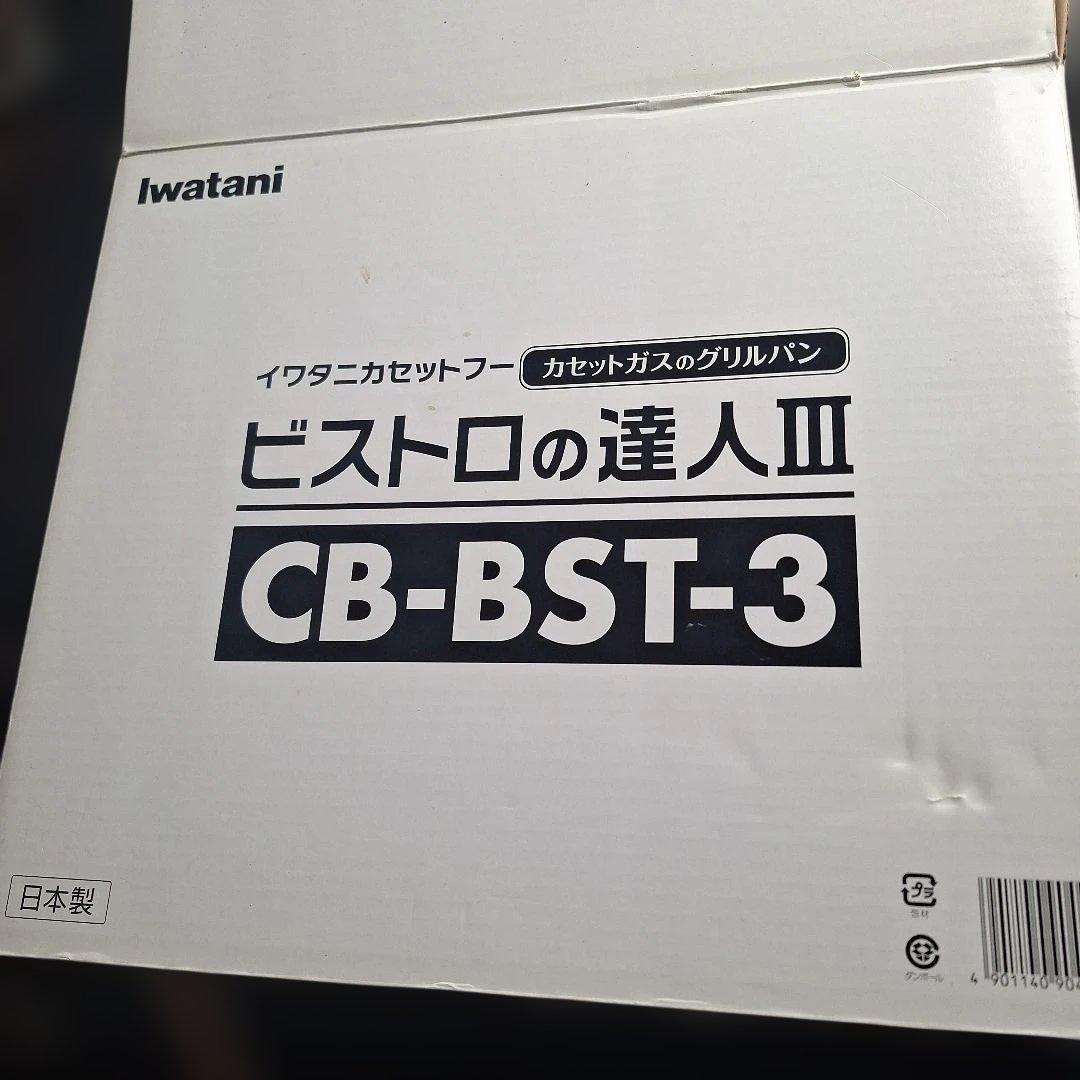 Iwatani
イワタニカセットフー カセットガスのグリルパン
ビストロの達人III
CB-BST-3
日本製
プラ
包材
ダンボール
4 901140 904